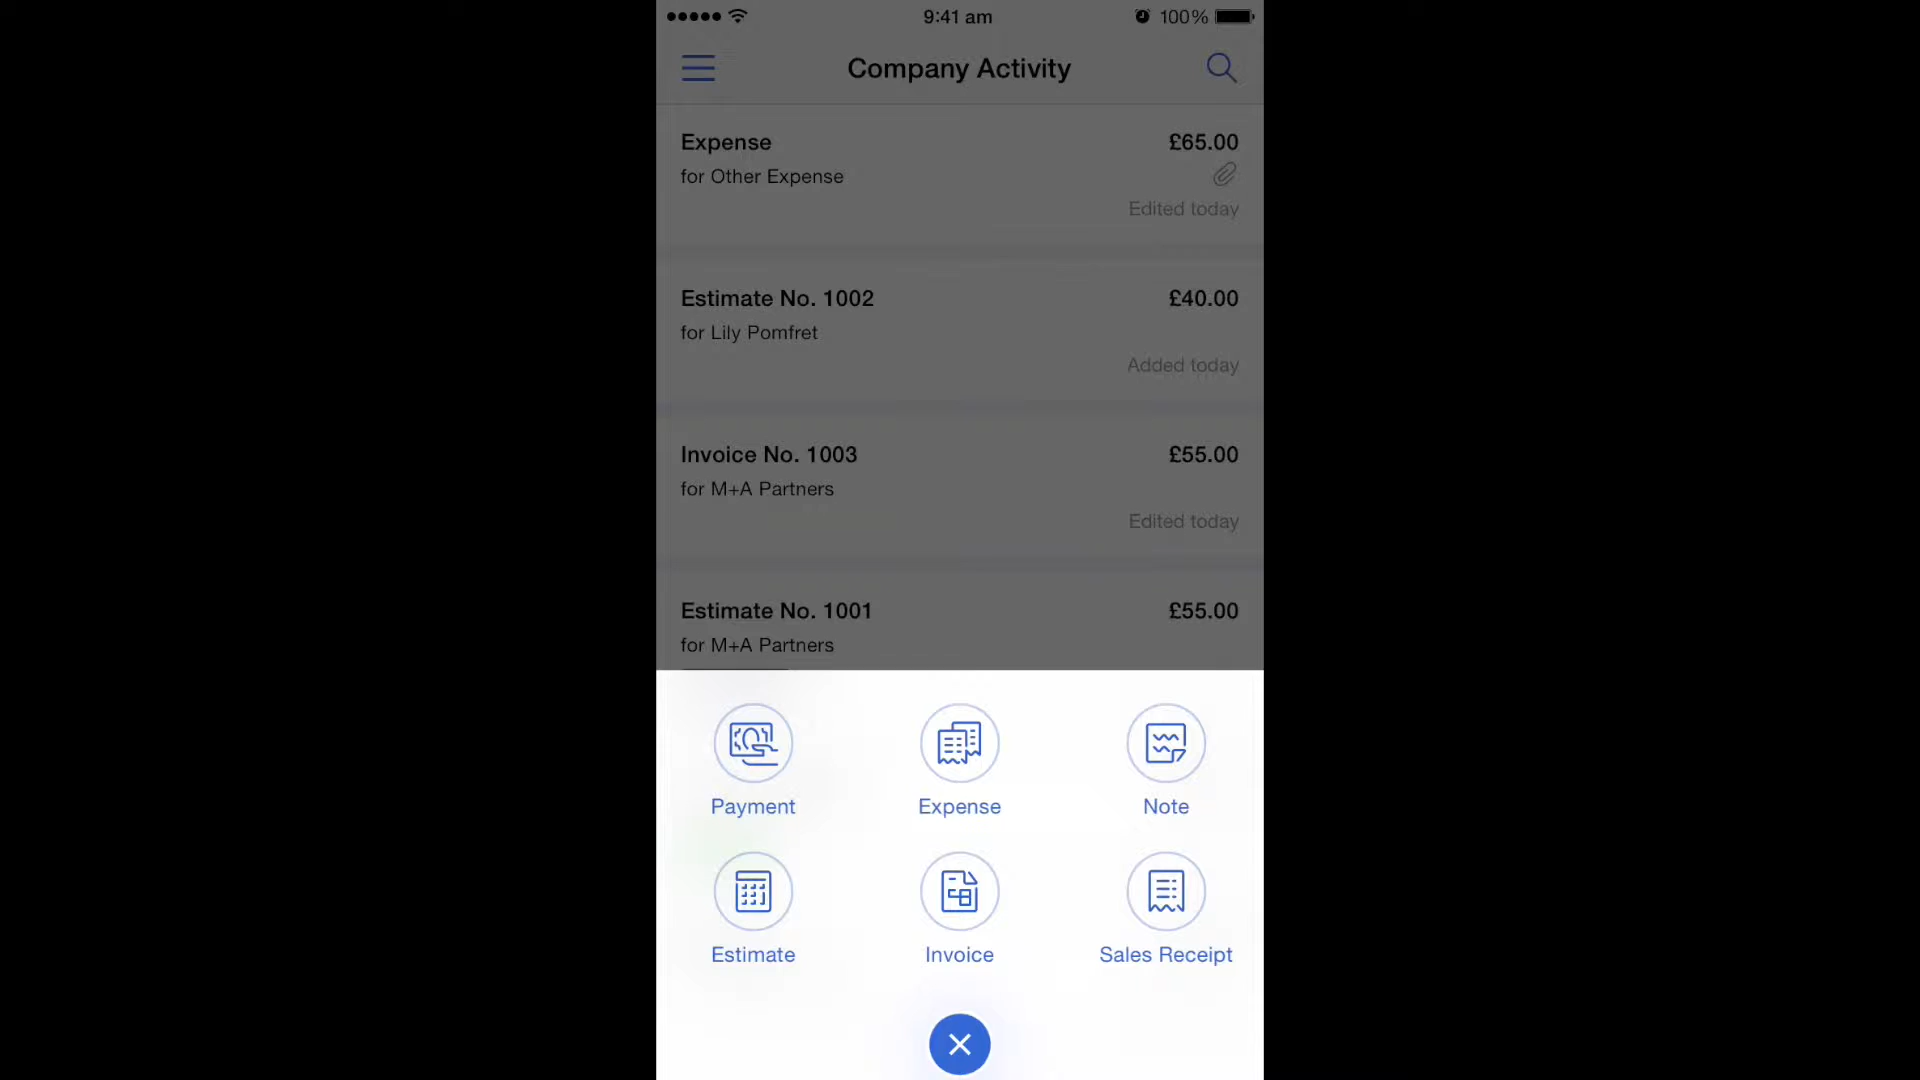 9:41 am
100%
Company Activity
Expense
£65.00
for Other Expense
Edited today
Estimate No. 1002
£40.00
for Lily Pomfret
Added today
Invoice No. 1003
£55.00
for M+A Partners
Edited today
Estimate No. 1001
£55.00
for M+A Partners
Payment
Expense
Note
Estimate
Invoice
Sales Receipt